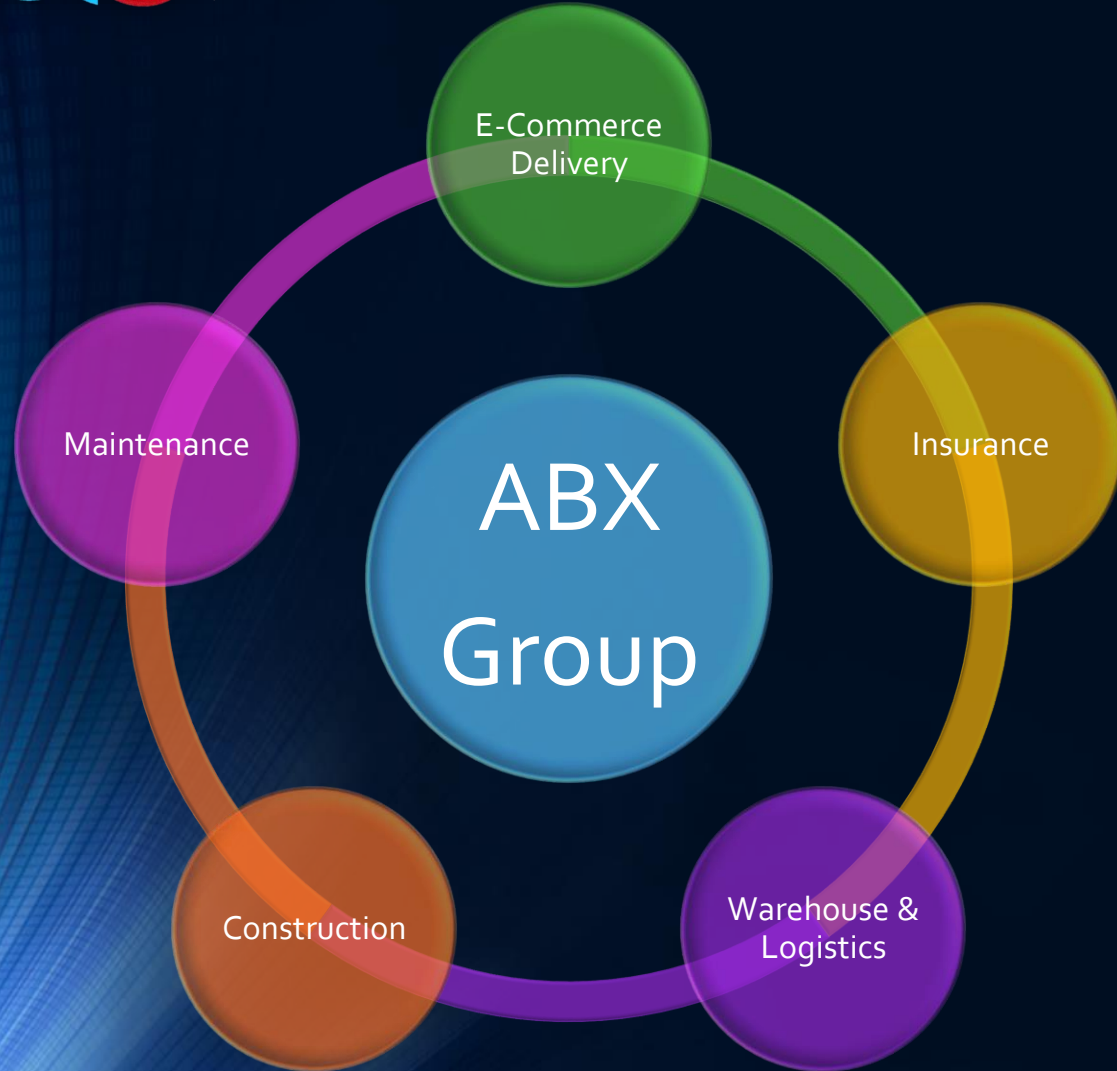 E-Commerce
Delivery
Maintenance
Insurance
ABX
Group
Construction
Warehouse &
Logistics